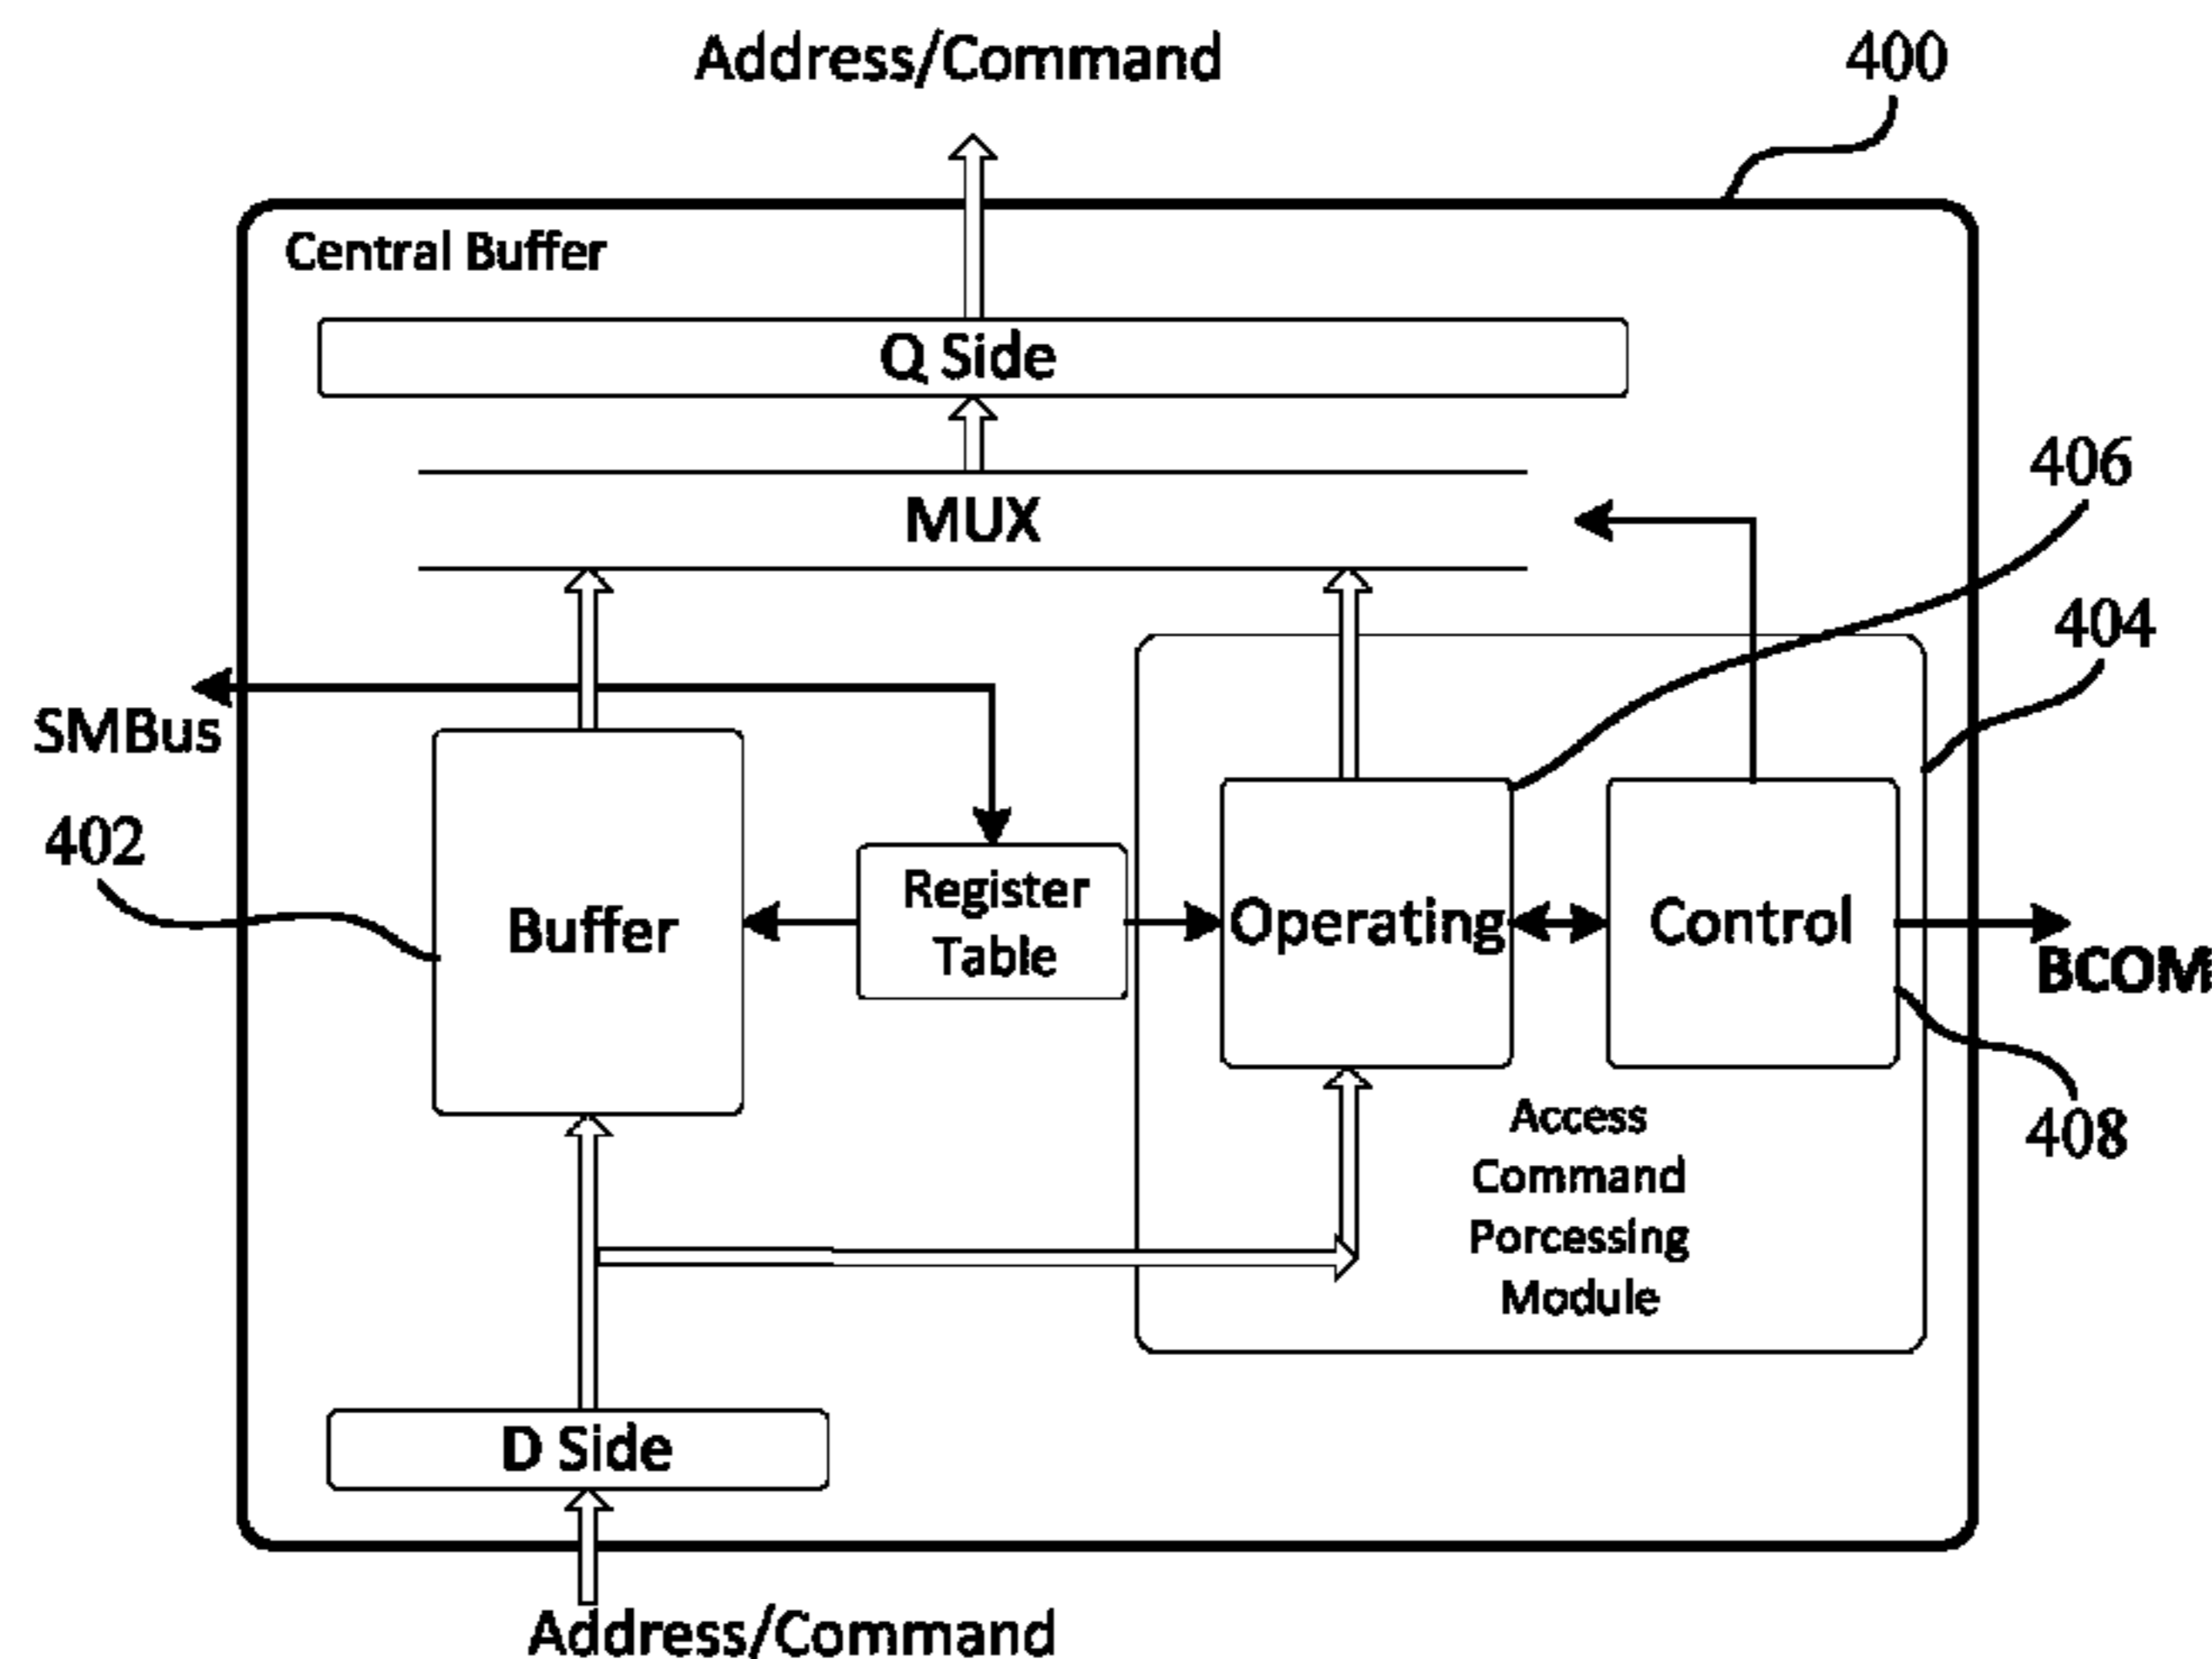 Address/Command
400
Central Buffer
Q Side
406
MUX
404
SMBus
402
Register
Table
Buffer
Operating
Control
BCOM
Access
Command
Porcessing
Module
408
D Side
Address/Command